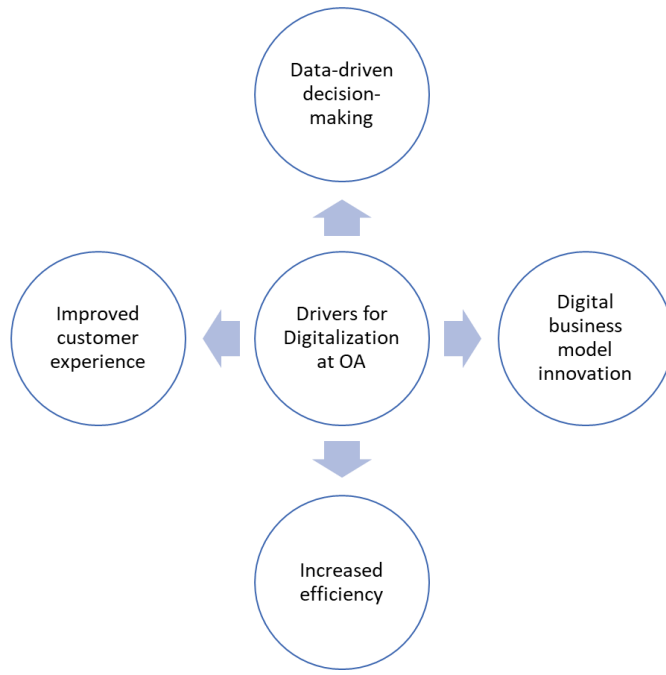 Data-driven
decision-
making
Improved
customer
experience
Drivers for
Digitalization
at OA
Digital
business
model
innovation
Increased
efficiency